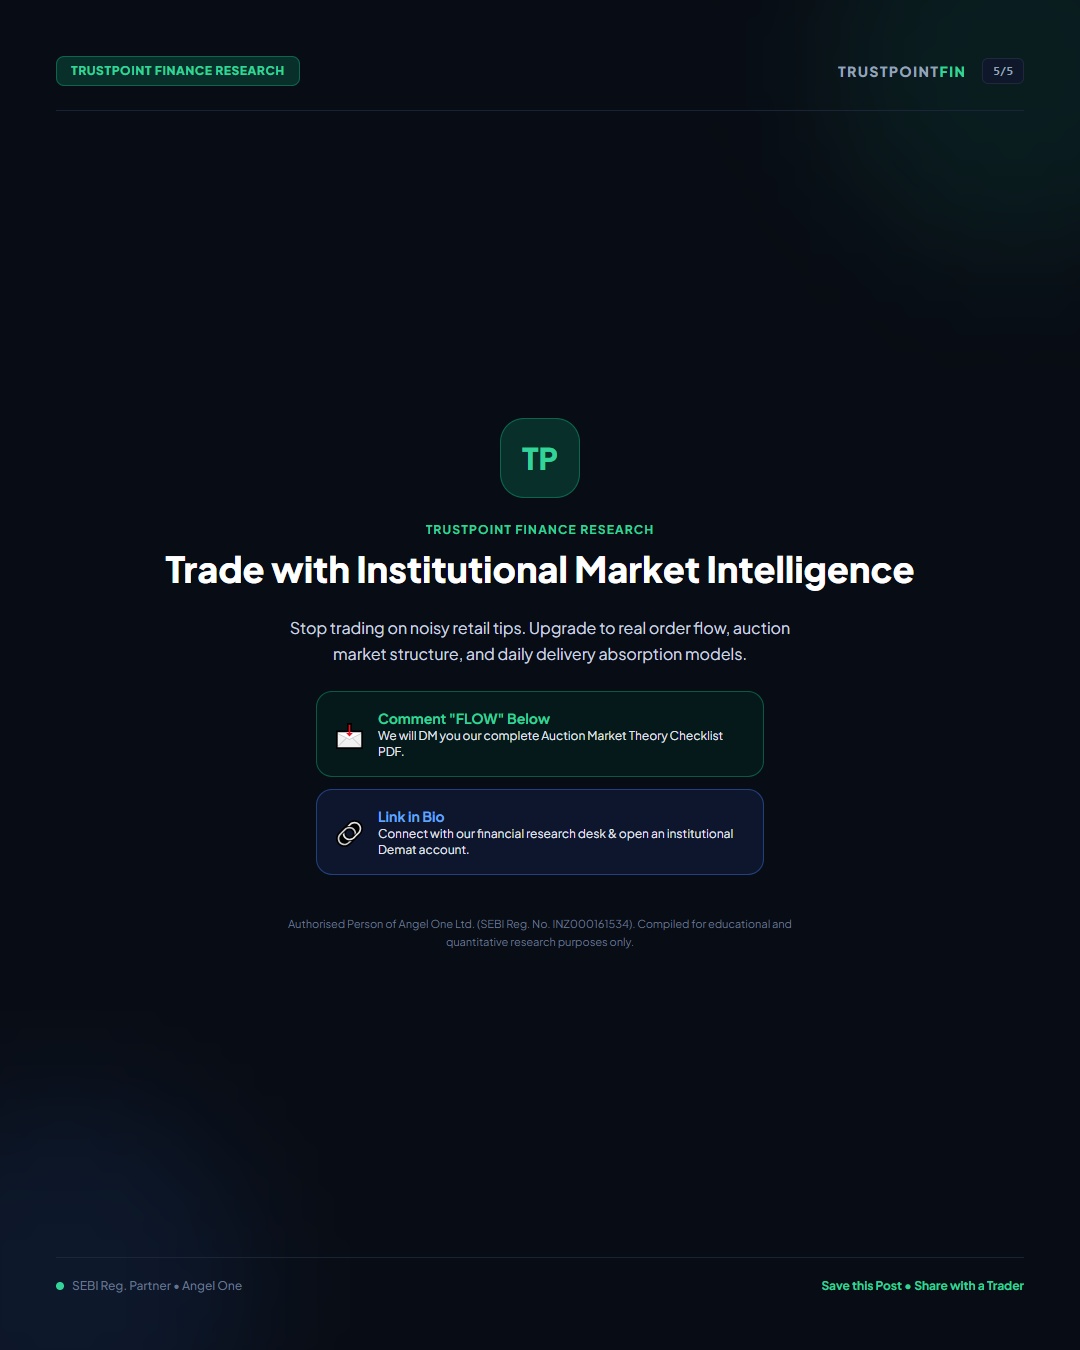 TRUSTPOINT FINANCE RESEARCH
TRUSTPOINTFIN
5/5
TP
TRUSTPOINT FINANCE RESEARCH
Trade with Institutional Market Intelligence
Stop trading on noisy retail tips. Upgrade to real order flow, auction
market structure, and daily delivery absorption models.
Comment "FLOW" Below
We will DM you our complete Auction Market Theory Checklist
PDF.
Link in Bio
Connect with our financial research desk & open an institutional
Demat account.
Authorised Person of Angel One Ltd. (SEBI Reg. No. INZ000161534). Compiled for educational and
quantitative research purposes only.
SEBI Reg. Partner • Angel One
Save this Post • Share with a Trader